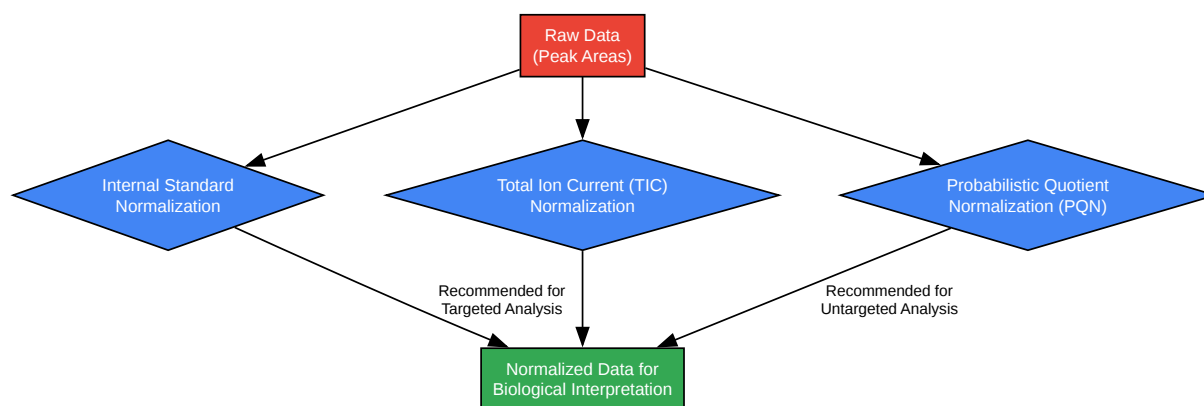 Raw Data
(Peak Areas)
Internal Standard
Normalization
Total Ion Current (TIC)
Normalization
Probabilistic Quotient
Normalization (PQN)
Recommended for
Targeted Analysis
Recommended for
Untargeted Analysis
Normalized Data for
Biological Interpretation